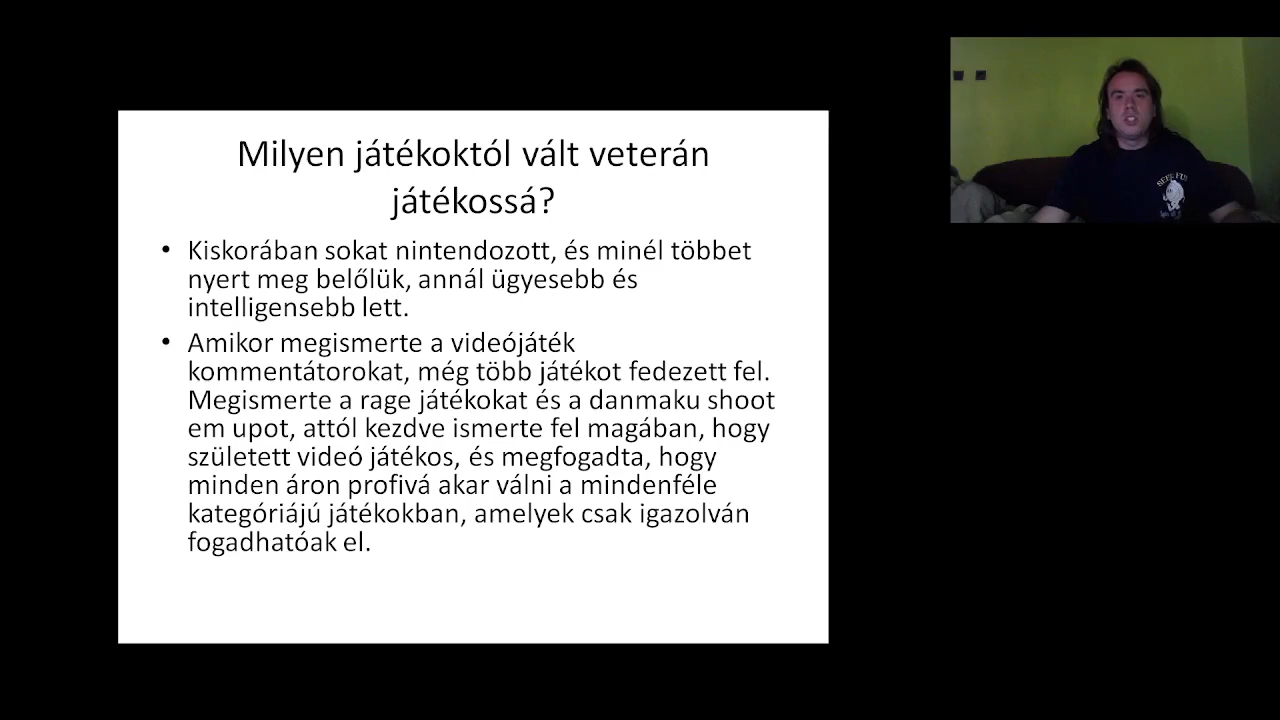 Milyen játékoktól vált veterán
játékossá?
• Kiskorában sokat nintendozott, és minél többet
nyert meg belőlük, annál ügyesebb és
intelligensebb lett.
• Amikor megismerte a videójáték
kommentátorokat, még több játékot fedezett fel.
Megismerte a rage játékokat és a danmaku shoot
em upot, attól kezdve ismerte fel magában, hogy
született videó játékos, és megfogadta, hogy
minden áron profivá akar válni a mindenféle
kategóriájú játékokban, amelyek csak igazolván
fogadhatóak el.